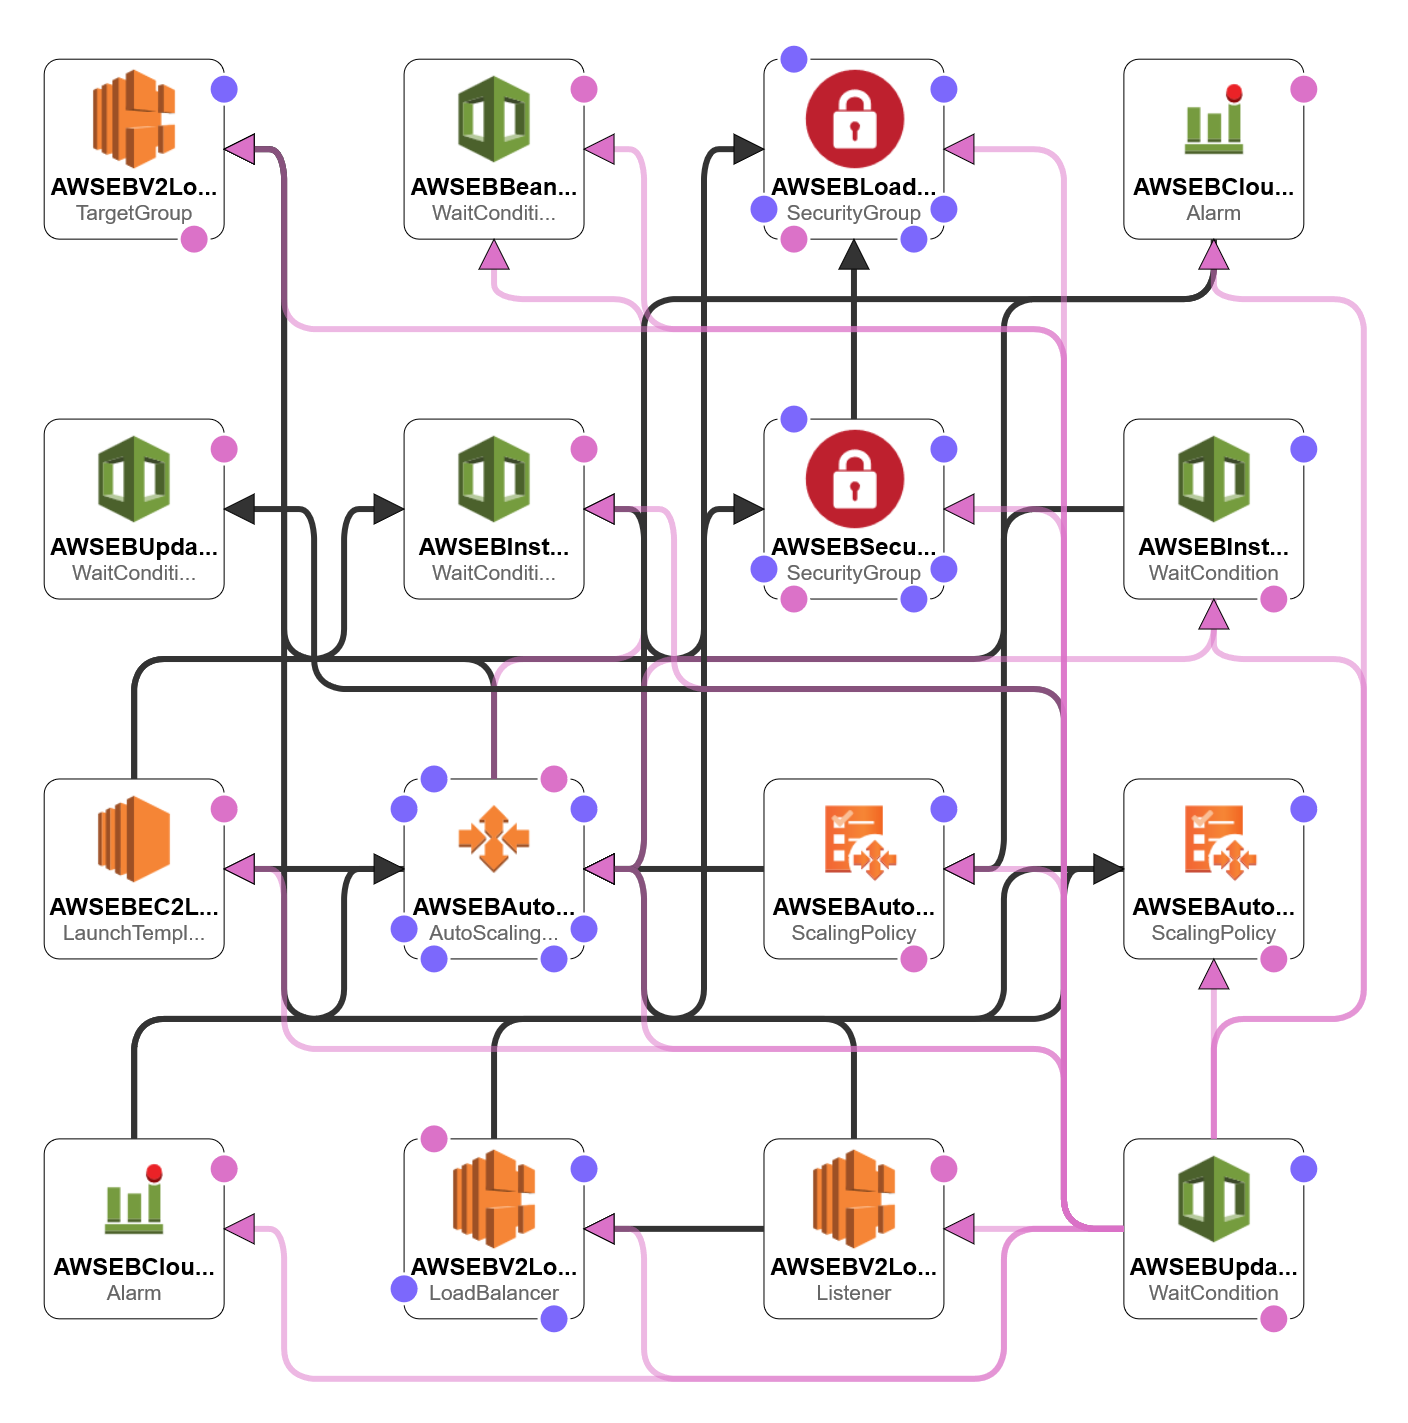 AWSEBV2Lo...
TargetGroup
AWSEBBean...
WaitConditi...
AWSEBLoad...
SecurityGroup
AWSEBClou...
Alarm
AWSEBUpda...
WaitConditi...
AWSEBInst...
WaitConditi...
AWSEBSecu...
SecurityGroup
AWSEBInst...
WaitCondition
AWSEBEC2L...
LaunchTempl...
AWSEBAuto...
AutoScaling...
AWSEBAuto...
ScalingPolicy
AWSEBAuto...
ScalingPolicy
AWSEBClou...
Alarm
AWSEBV2Lo...
LoadBalancer
AWSEBV2Lo...
Listener
AWSEBUpda...
WaitCondition